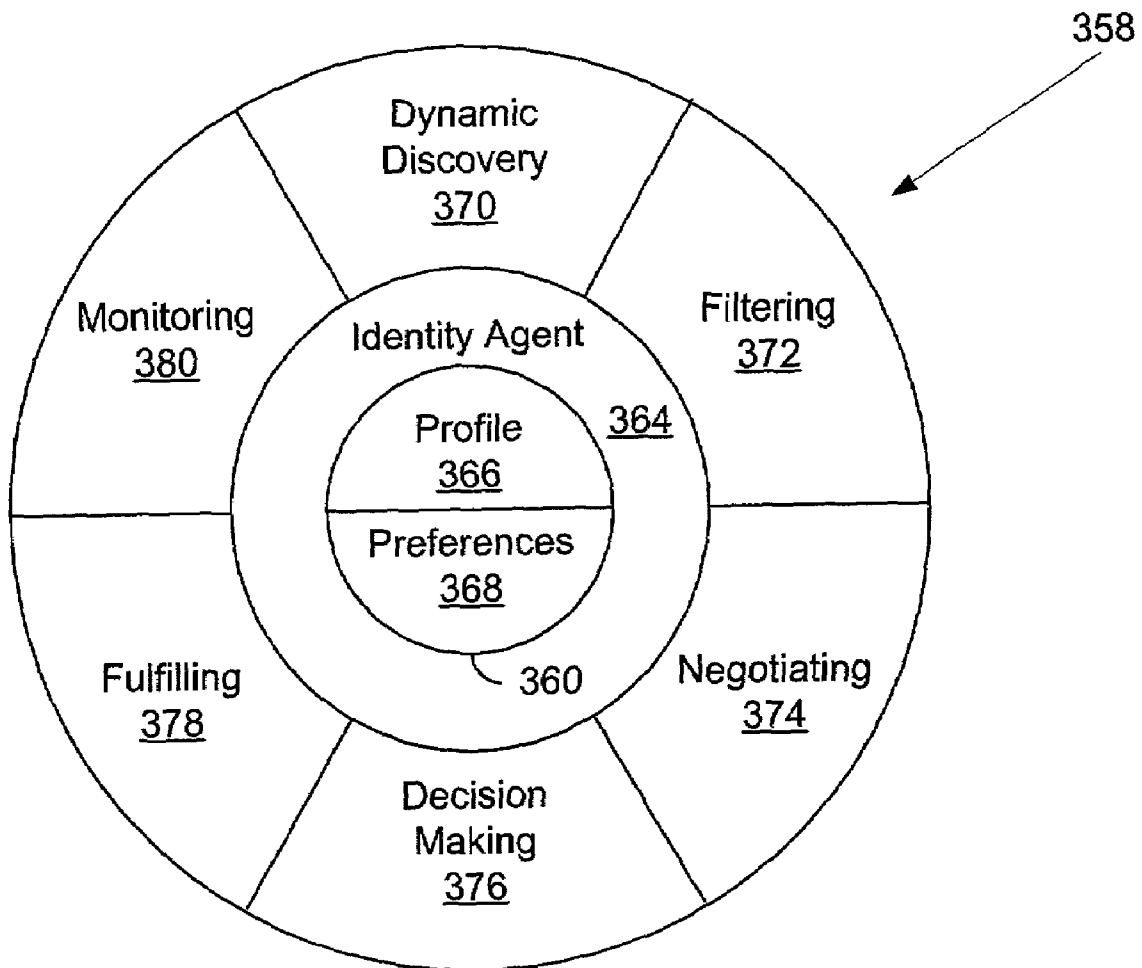 358
Dynamic
Discovery
370
Monitoring
380
Filtering
372
Identity Agent
364
Profile
366
Preferences
368
360
Fulfilling
378
Negotiating
374
Decision
Making
376